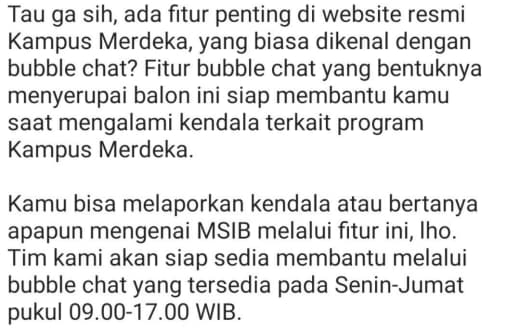 Tau ga sih, ada fitur penting di website resmi
Kampus Merdeka, yang biasa dikenal dengan
bubble chat? Fitur bubble chat yang bentuknya
menyerupai balon ini siap membantu kamu
saat mengalami kendala terkait program
Kampus Merdeka.
Kamu bisa melaporkan kendala atau bertanya
apapun mengenai MSIB melalui fitur ini, lho.
Tim kami akan siap sedia membantu melalui
bubble chat yang tersedia pada Senin-Jumat
pukul 09.00-17.00 WIB.